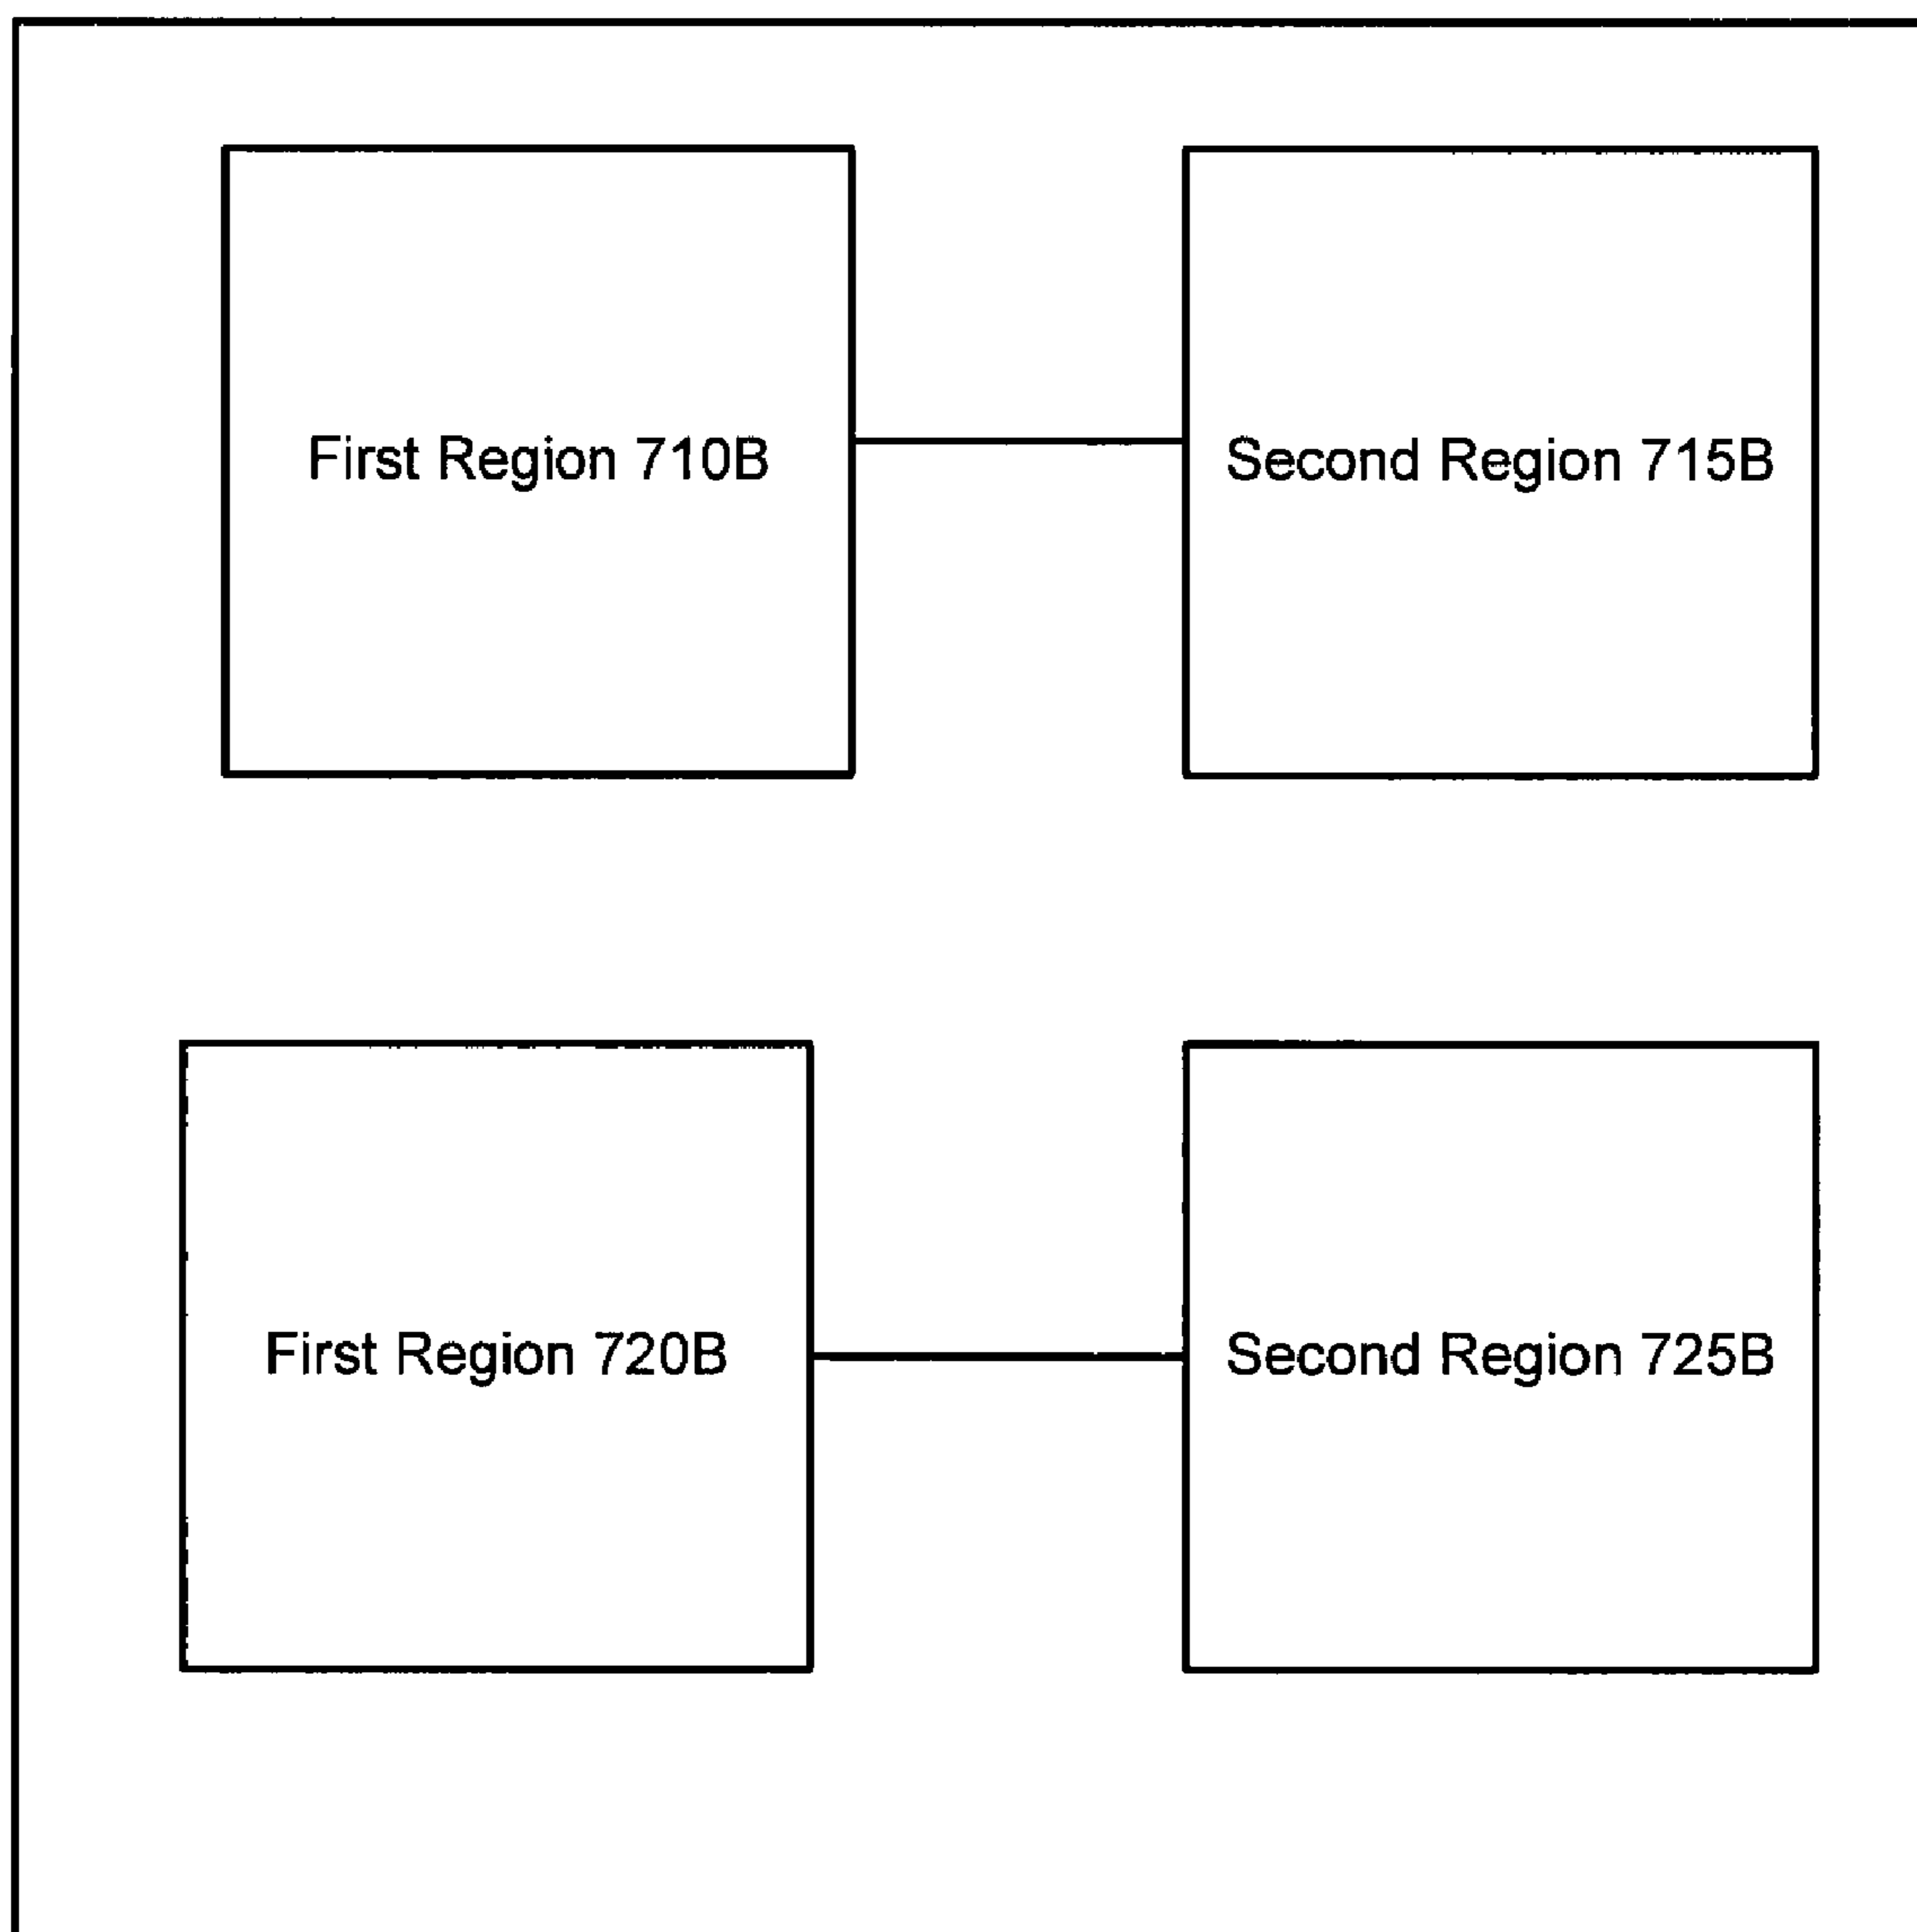 First Region 710B
Second Region 715B
First Region 720B
Second Region 725B